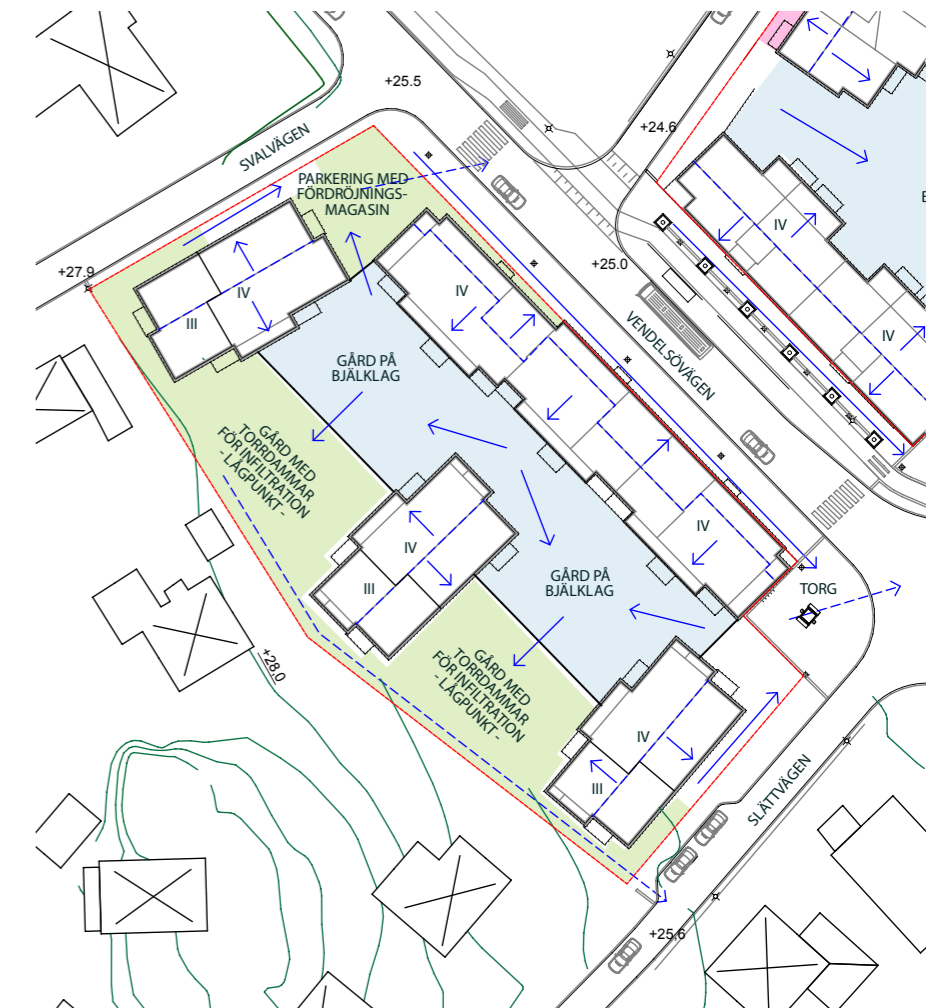 +25.5
+24.6
SVALVÄGEN
PARKERING MED
FÖRDRÖJNINGS-
MAGASIN
IV
+27.9
+25.0
IV
IV
III
VENDELSÖVÄGEN
IV
GÅRD PÅ
BJÄLKLAG
GÅRD MED
TORRDAMMAR
FÖR INFILTRATION
- LÅGPUNKT -
IV
IV
III
GÅRD PÅ
BJÄLKLAG
TORG
+28.0
GÅRD MED
TORRDAMMAR
FÖR INFILTRATION
- LÅGPUNKT -
IV
III
SLÄTTVÄGEN
+25,6